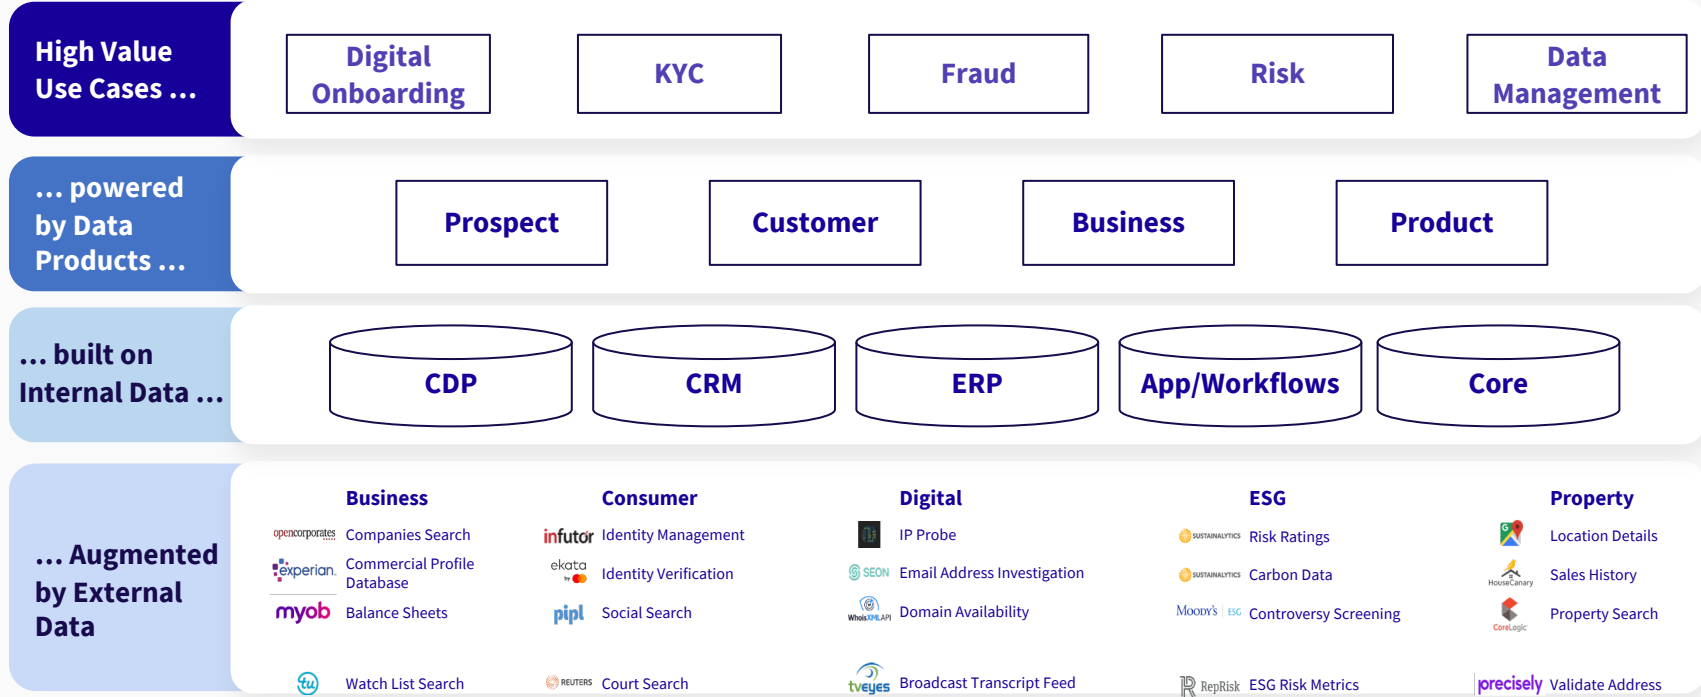 High Value
Use Cases ...
Digital
Onboarding
KYC
Fraud
Risk
Data
Management
... powered
by Data
Products ...
Prospect
Customer
Business
Product
... built on
Internal Data ...
CDP
CRM
ERP
App/Workflows
Core
... Augmented
by External
Data
Business
opencorporates Companies Search
experian. Commercial Profile
Database
myob Balance Sheets
tu Watch List Search
Consumer
infutor Identity Management
ekata
by
Identity Verification
pipl Social Search
REUTERS Court Search
Digital
IP Probe
SEON Email Address Investigation
WhoisXMLAPI Domain Availability
tveyes Broadcast Transcript Feed
ESG
SUSTAINALYTICS Risk Ratings
SUSTAINALYTICS Carbon Data
MOODY'S | ESG Controversy Screening
RepRisk ESG Risk Metrics
Property
G Location Details
HouseCanary Sales History
CoreLogic Property Search
precisely Validate Address